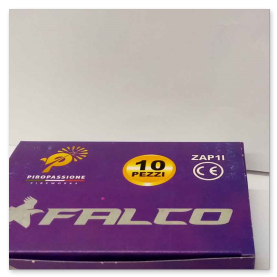 PIROPASSIONE
FIREWORKS
10
PEZZI
ZAP1I
CE
FALCO